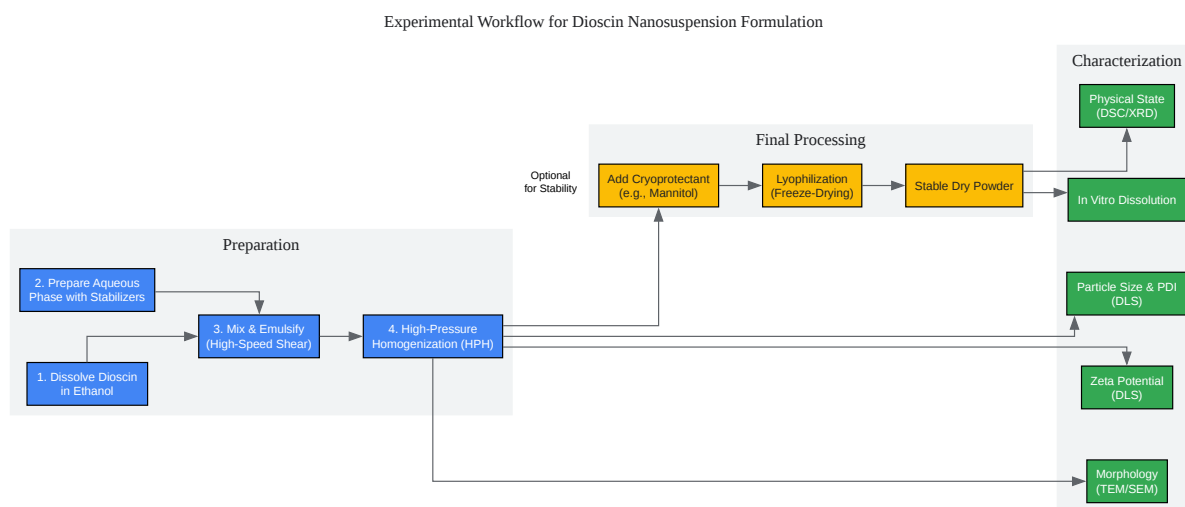 Experimental Workflow for Dioscin Nanosuspension Formulation
Characterization
Physical State
(DSC/XRD)
Final Processing
Optional
for Stability
Add Cryoprotectant
(e.g., Mannitol)
Lyophilization
(Freeze-Drying)
Stable Dry Powder
In Vitro Dissolution
Preparation
2. Prepare Aqueous
Phase with Stabilizers
3. Mix & Emulsify
(High-Speed Shear)
4. High-Pressure
Homogenization (HPH)
1. Dissolve Dioscin
in Ethanol
Particle Size & PDI
(DLS)
Zeta Potential
(DLS)
Morphology
(TEM/SEM)